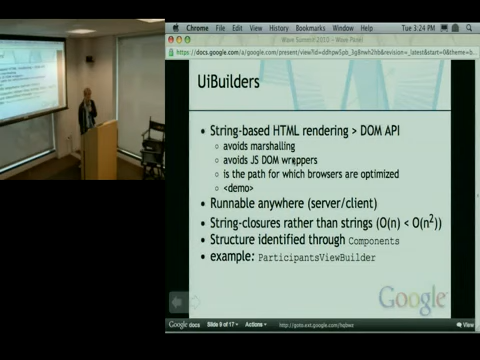 Chrome File Edit View History Bookmarks Window Help Tue 3:24 PM
Wave Summit 2010 – Wave Panel
UiBuilders
• String-based HTML rendering > DOM API
○ avoids marshalling
○ avoids JS DOM wrappers
○ is the path for which browsers are optimized
○ <demo>
• Runnable anywhere (server/client)
• String-closures rather than strings (O(n) < O(n²))
• Structure identified through Components
• example: ParticipantsViewBuilder
Google
Google docs Slide 9 of 17 Actions View